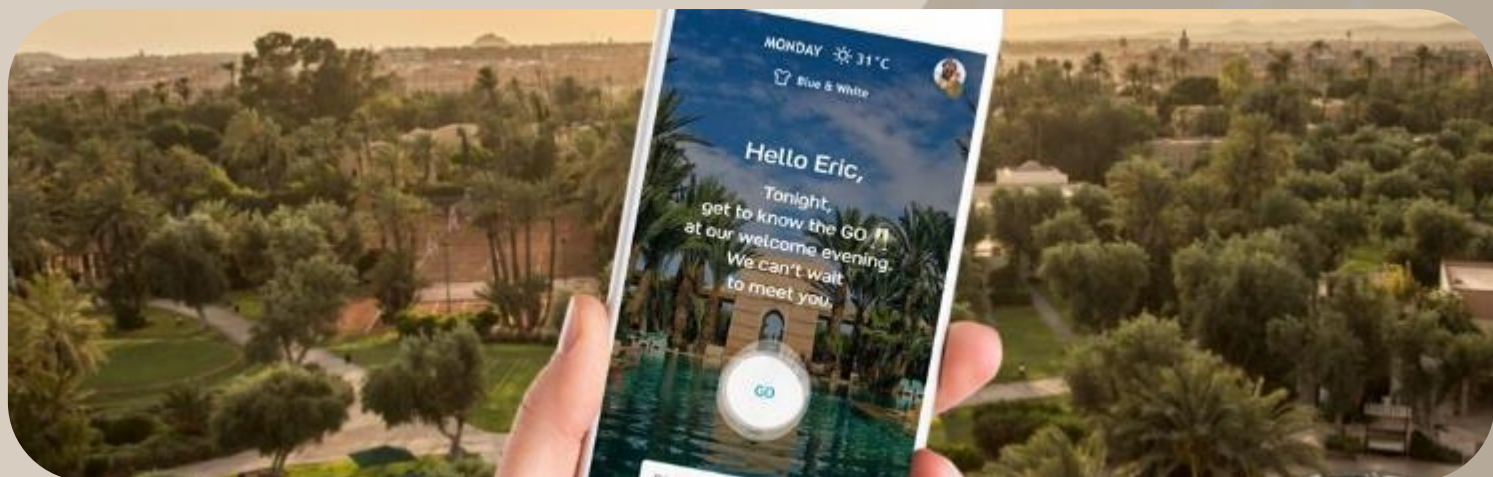 MONDAY 31°C
Blue & White
Hello Eric,
Tonight,
get to know the GO
at our welcome evening.
We can't wait
to meet you.
GO